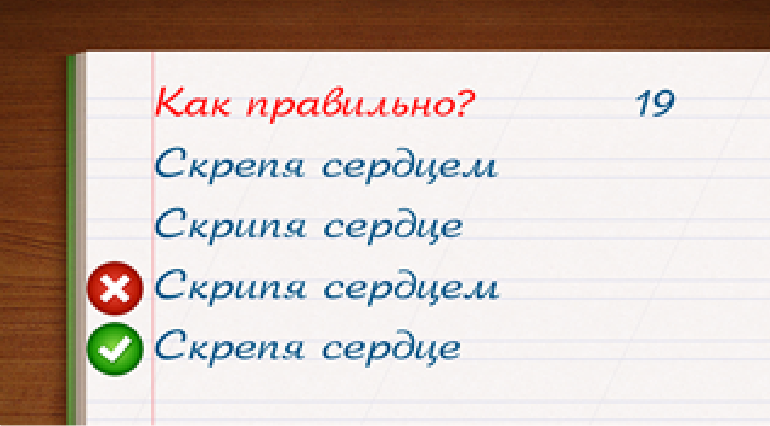 Как правильно? 19
Скрепя сердцем
Скрипя сердце
Скрипя сердцем
Скрепя сердце